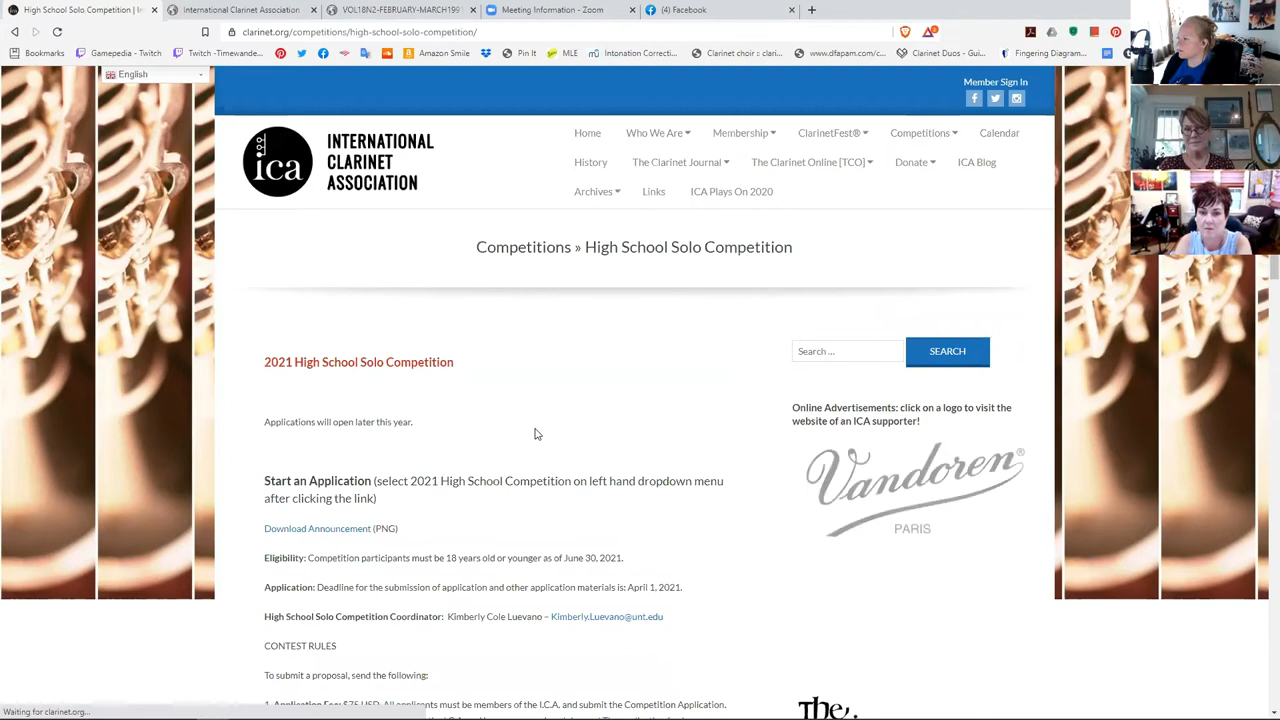 High School Solo Competition | In
International Clarinet Association
VOL18N2-FEBRUARY-MARCH1991
Meeting Information - Zoom
(4) Facebook
clarinet.org/competitions/high-school-solo-competition/
Bookmarks
Gamepedia - Twitch
Twitch -Timewande...
Amazon Smile
Pin It
MLE
Intonation Correcti...
Clarinet choir :: clari...
www.dfapam.com/c...
Clarinet Duos - Gui...
Fingering Diagram...
English
Member Sign In
ica
INTERNATIONAL
CLARINET
ASSOCIATION
Home
Who We Are
Membership
ClarinetFest®
Competitions
Calendar
History
The Clarinet Journal
The Clarinet Online [TCO]
Donate
ICA Blog
Archives
Links
ICA Plays On 2020
Competitions » High School Solo Competition
2021 High School Solo Competition
Applications will open later this year.
Start an Application (select 2021 High School Competition on left hand dropdown menu
after clicking the link)
Download Announcement (PNG)
Eligibility: Competition participants must be 18 years old or younger as of June 30, 2021.
Application: Deadline for the submission of application and other application materials is: April 1, 2021.
High School Solo Competition Coordinator: Kimberly Cole Luevano – Kimberly.Luevano@unt.edu
CONTEST RULES
To submit a proposal, send the following:
1. Application Fee: $75 USD. All applicants must be members of the I.C.A. and submit the Competition Application.
Search ...
SEARCH
Online Advertisements: click on a logo to visit the
website of an ICA supporter!
Vandoren
PARIS
The
Waiting for clarinet.org...